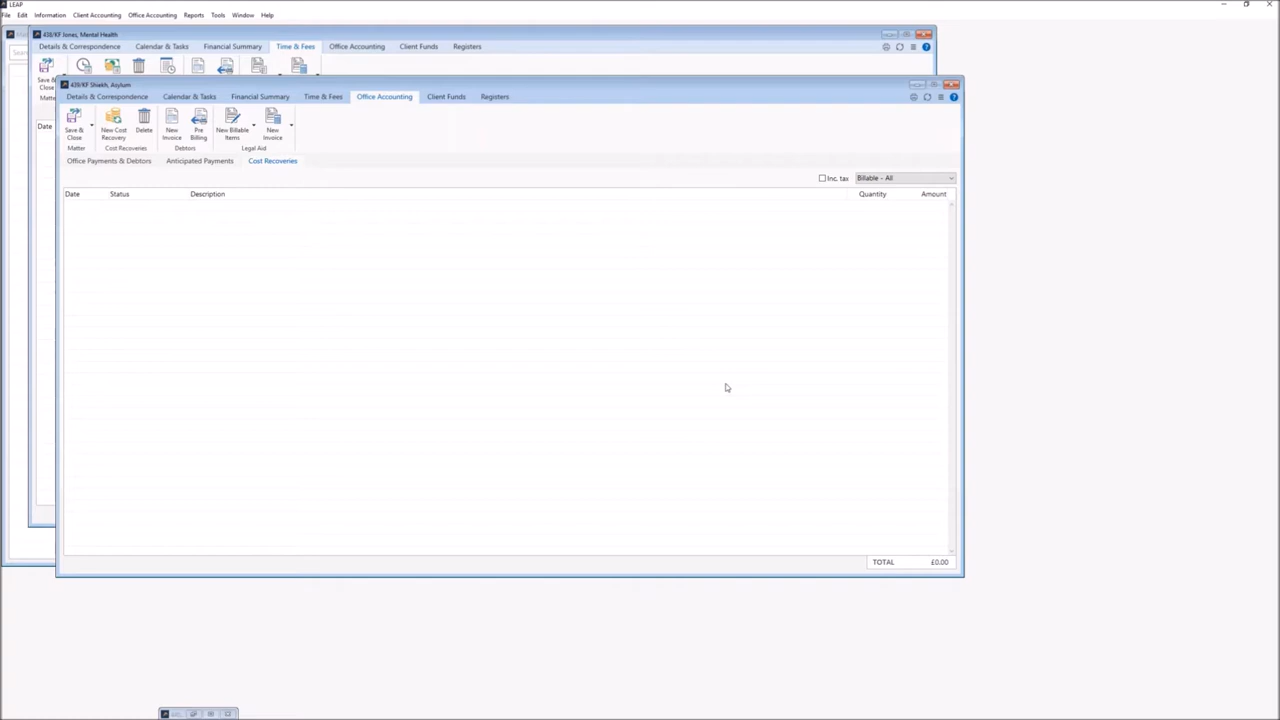 LEAP
File Edit Information Client Accounting Office Accounting Reports Tools Window Help
438/KF Jones, Mental Health
Details & Correspondence Calendar & Tasks Financial Summary Time & Fees Office Accounting Client Funds Registers
Save &
Close
Matte
Date
439/KF Shiekh, Asylum
Details & Correspondence Calendar & Tasks Financial Summary Time & Fees Office Accounting Client Funds Registers
Save & Close New Cost Recovery Delete New Invoice Pre Billing New Billable Items New Invoice
Matter Cost Recoveries Debtors Legal Aid
Office Payments & Debtors Anticipated Payments Cost Recoveries
Inc. tax Billable - All
Date Status Description Quantity Amount
TOTAL £0.00